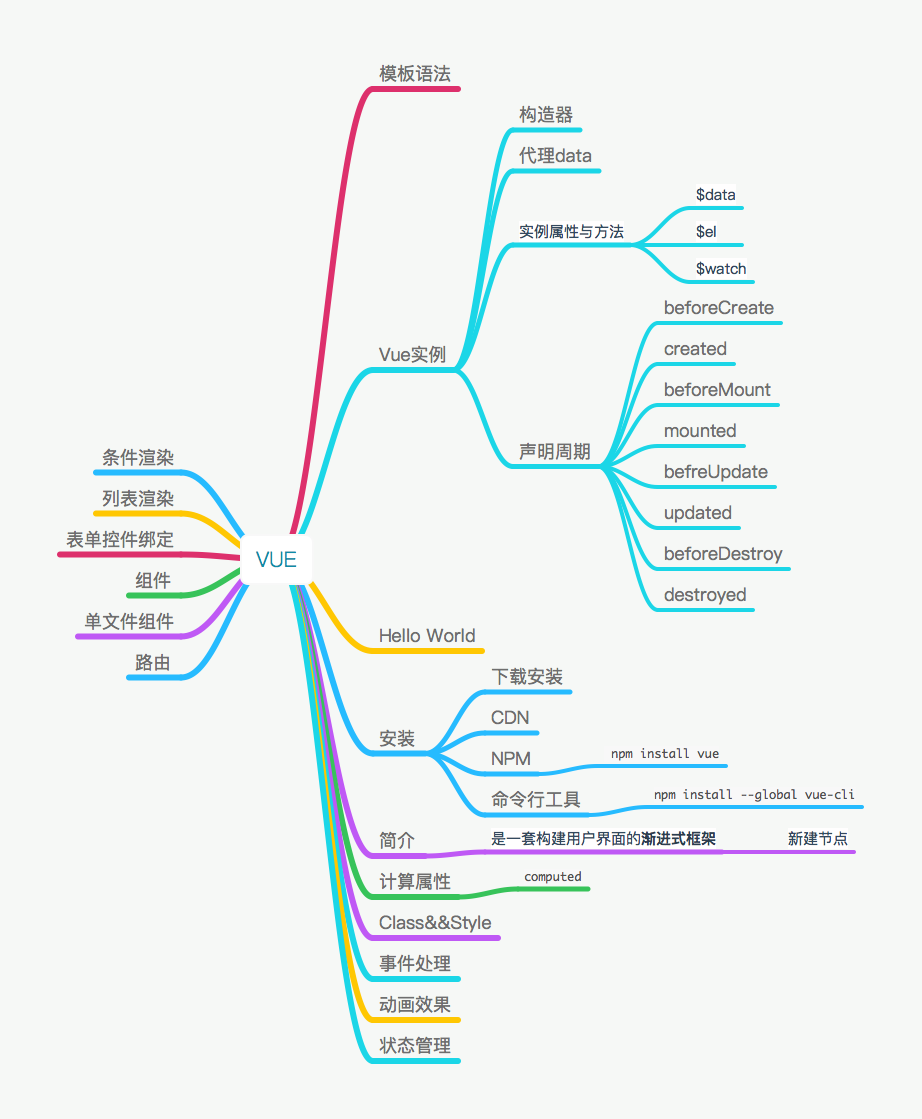 模板语法
构造器
代理data
$data
实例属性与方法
$el
$watch
beforeCreate
created
Vue实例
beforeMount
mounted
声明周期
befreUpdate
updated
beforeDestroy
destroyed
条件渲染
列表渲染
表单控件绑定
VUE
组件
单文件组件
路由
Hello World
下载安装
CDN
安装
NPM
npm install vue
命令行工具
npm install --global vue-cli
简介
是一套构建用户界面的渐进式框架
新建节点
计算属性
computed
Class&&Style
事件处理
动画效果
状态管理